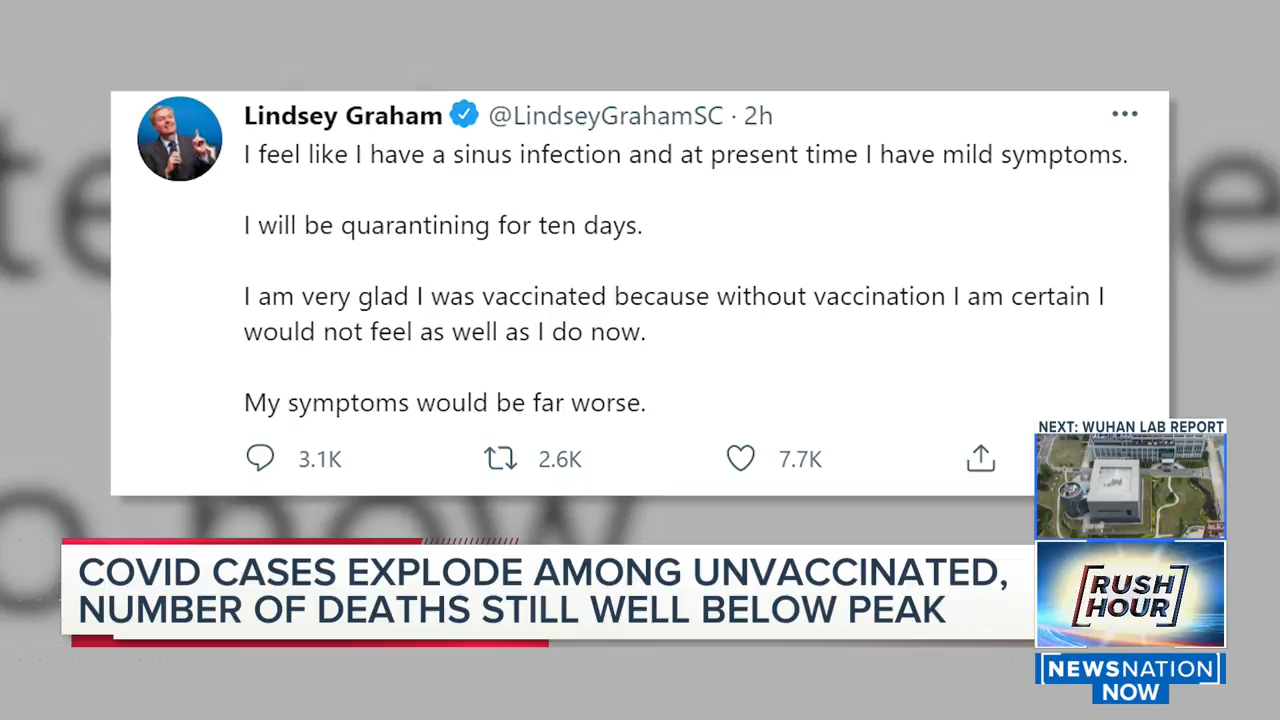 Lindsey Graham @LindseyGrahamSC · 2h
I feel like I have a sinus infection and at present time I have mild symptoms.
I will be quarantining for ten days.
I am very glad I was vaccinated because without vaccination I am certain I
would not feel as well as I do now.
My symptoms would be far worse.
3.1K 2.6K 7.7K
NEXT: WUHAN LAB REPORT
COVID CASES EXPLODE AMONG UNVACCINATED,
NUMBER OF DEATHS STILL WELL BELOW PEAK
RUSH
HOUR
NEWSNATION
NOW